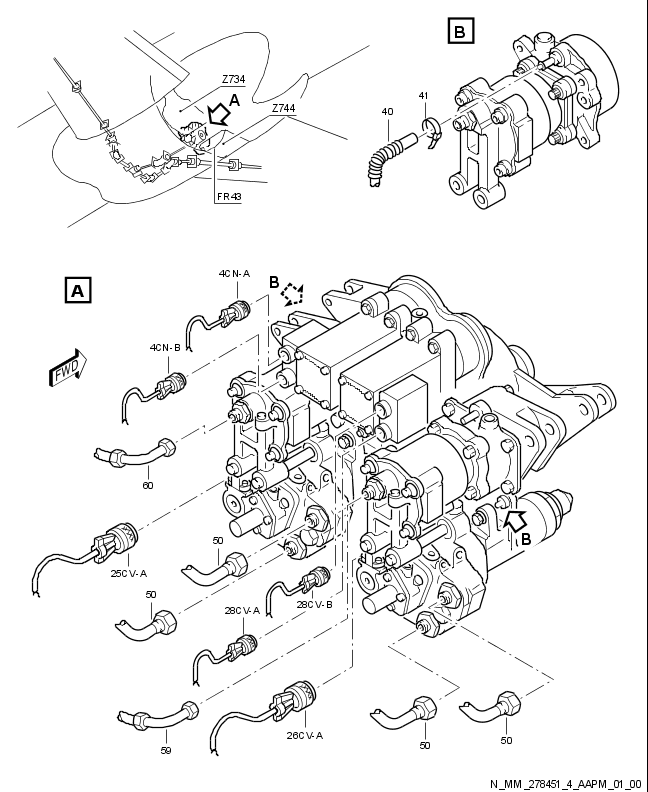 B
Z734
A
Z744
41
40
FR43
A
4CN-A
B
4CN-B
FWD
60
25CV-A
50
B
50
28CV-A
28CV-B
59
26CV-A
50
50
N_MM_278451_4_AAPM_01_00